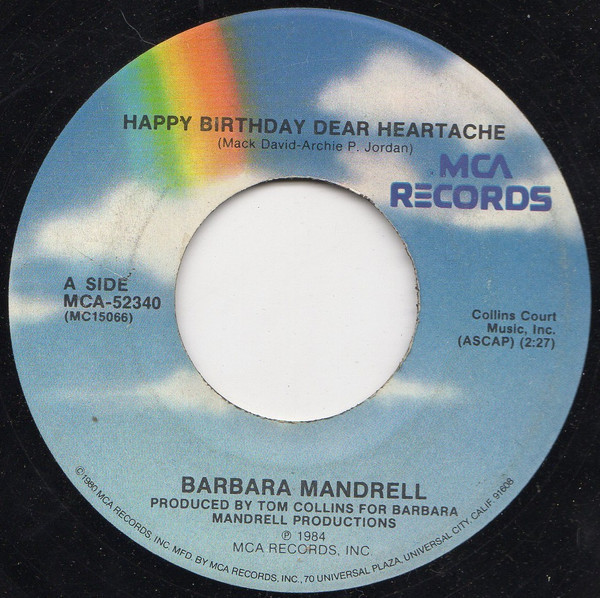 HAPPY BIRTHDAY DEAR HEARTACHE
(Mack David-Archie P. Jordan)
MCA
RECORDS
A SIDE
MCA-52340
(MC15066)
Collins Court
Music, Inc.
(ASCAP) (2:27)
BARBARA MANDRELL
PRODUCED BY TOM COLLINS FOR BARBARA
MANDRELL PRODUCTIONS
℗ 1984
MCA RECORDS, INC.
©1980 MCA RECORDS, INC. MFD. BY MCA RECORDS, INC., 70 UNIVERSAL PLAZA, UNIVERSAL CITY, CALIF. 91608